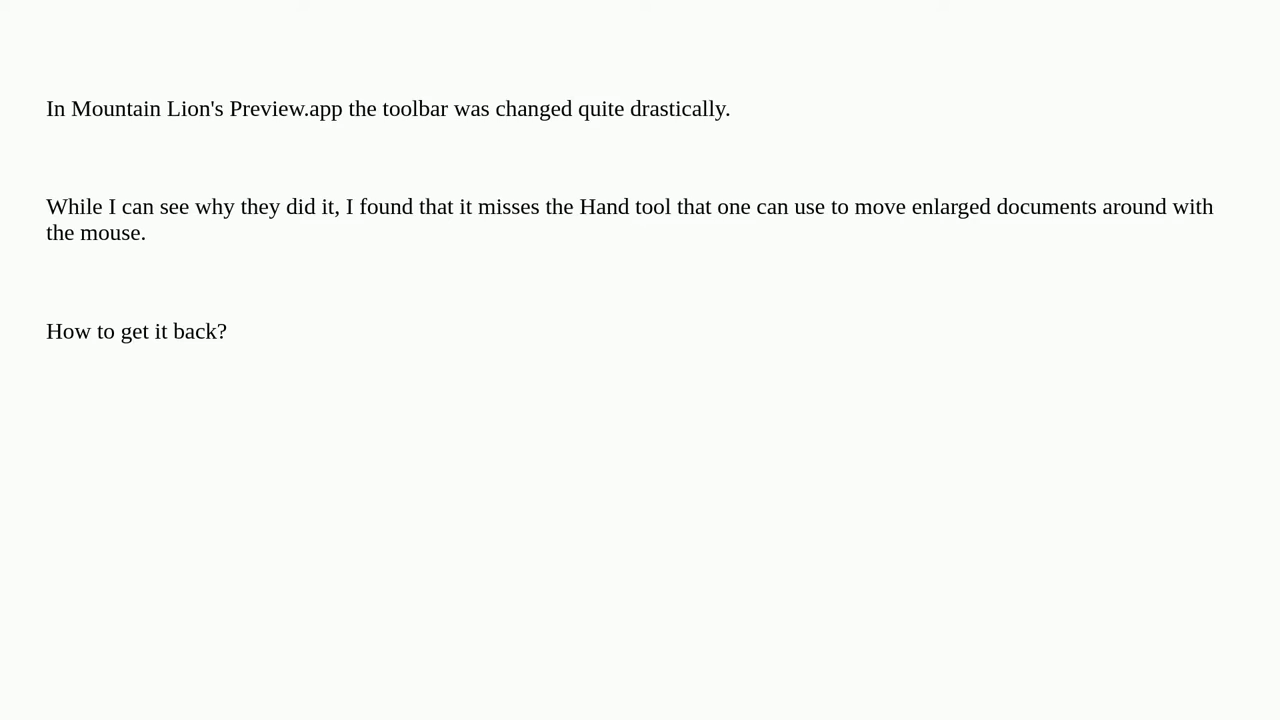 In Mountain Lion's Preview.app the toolbar was changed quite drastically.
While I can see why they did it, I found that it misses the Hand tool that one can use to move enlarged documents around with
the mouse.
How to get it back?